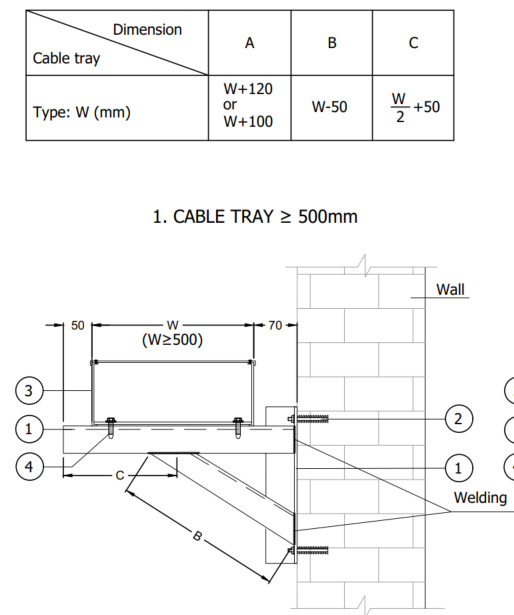 Dimension
Cable tray
A
B
C
Type: W (mm)
W+120
or
W+100
W-50
W/2 +50
1. CABLE TRAY ≥ 500mm
Wall
50
W
70
(W≥500)
3
1
2
4
C
1
B
Welding